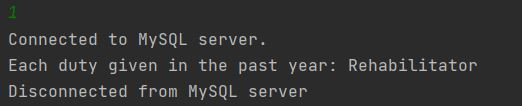 1
Connected to MySQL server.
Each duty given in the past year: Rehabilitator
Disconnected from MySQL server